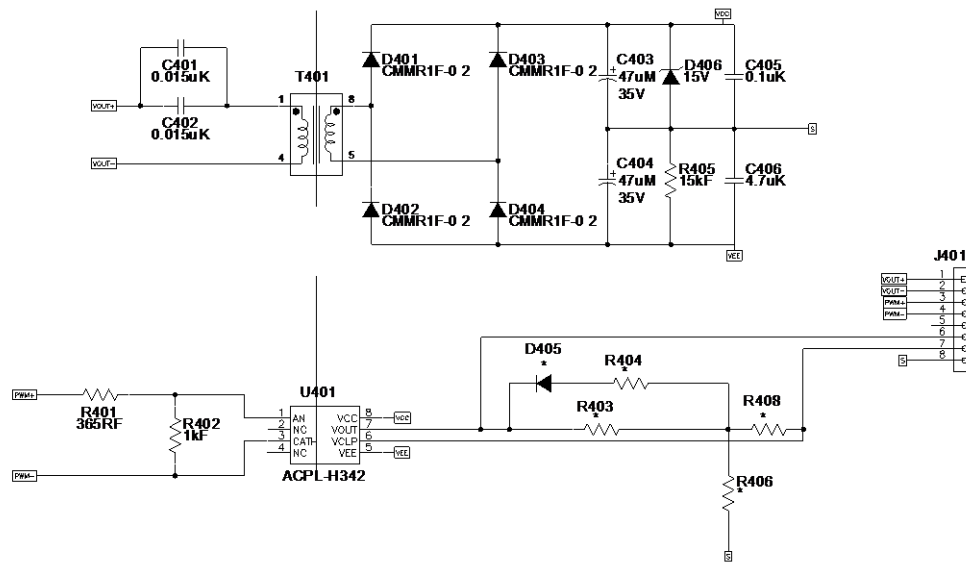 VDD
C401
0.015uK
D401
CMMR1F-0 2
D403
CMMR1F-0 2
C403
47uM
35V
D406
15V
C405
0.1uK
T401
1
8
VOUT+
C402
0.015uK
S
4
5
VOUT-
C404
47uM
35V
R405
15kF
C406
4.7uK
D402
CMMR1F-0 2
D404
CMMR1F-0 2
VEE
J401
VOUT+
1
VOUT-
2
PWM+
3
PWM-
4
5
6
7
S
8
D405
*
R404
*
U401
PWM+
R401
365RF
R402
1kF
1
AN
VCC
8
VCC
2
NC
VOUT
7
3
CATH
VCLP
6
4
NC
VEE
5
VEE
R403
*
R408
*
PWM-
ACPL-H342
R406
*
S